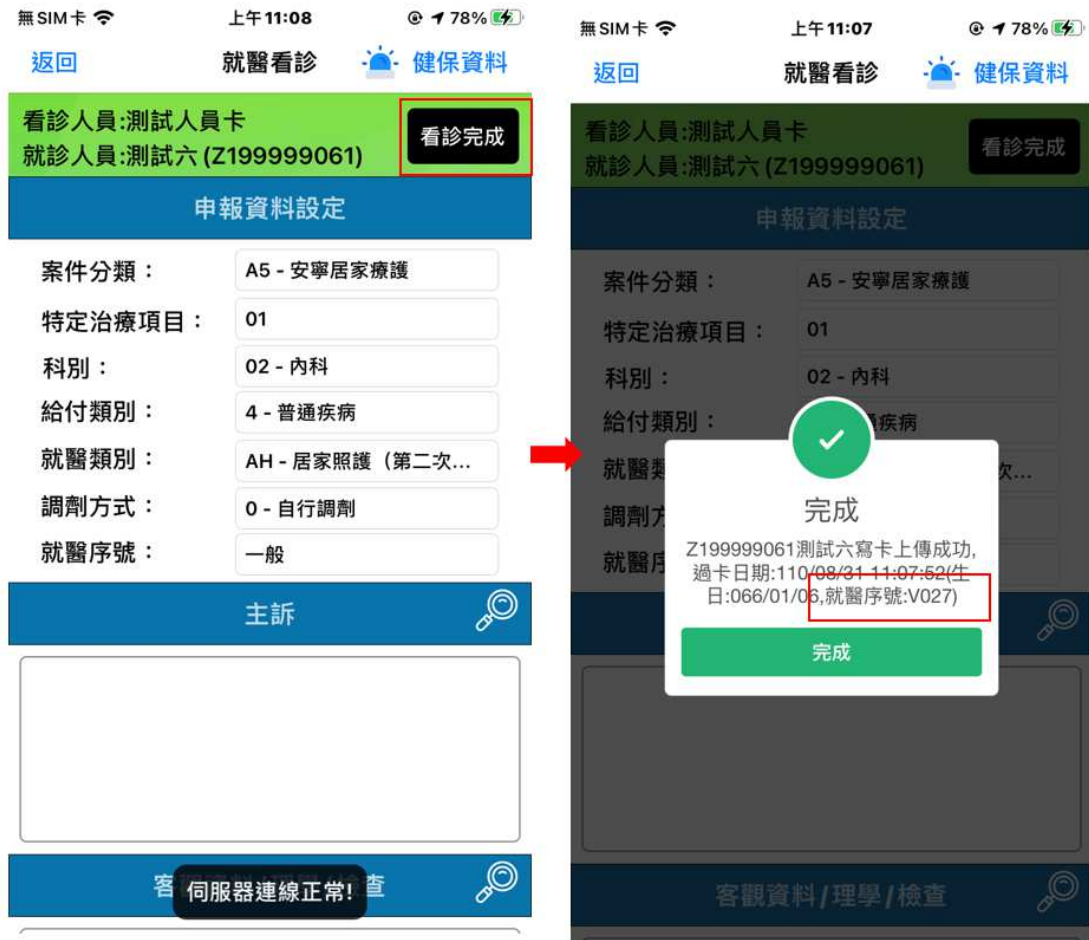 無SIM卡
上午11:08
78%
返回
就醫看診
健保資料
看診人員:測試人員卡
就診人員:測試六 (Z199999061)
看診完成
申報資料設定
案件分類：
A5 - 安寧居家療護
特定治療項目：
01
科別：
02 - 內科
給付類別：
4 - 普通疾病
就醫類別：
AH - 居家照護（第二次...
調劑方式：
0 - 自行調劑
就醫序號：
一般
主訴
客
查
伺服器連線正常!
無SIM卡
上午11:07
78%
返回
就醫看診
健保資料
看診人員:測試人員卡
就診人員:測試六 (Z199999061)
看診完成
申報資料設定
案件分類：
A5 - 安寧居家療護
特定治療項目：
01
科別：
02 - 內科
給付類別：
疾病
就醫
次...
調劑
就醫
完成
Z199999061測試六寫卡上傳成功,
過卡日期:110/08/31 11:07:52(生
日:066/01/06,就醫序號:V027)
完成
客觀資料/理學/檢查